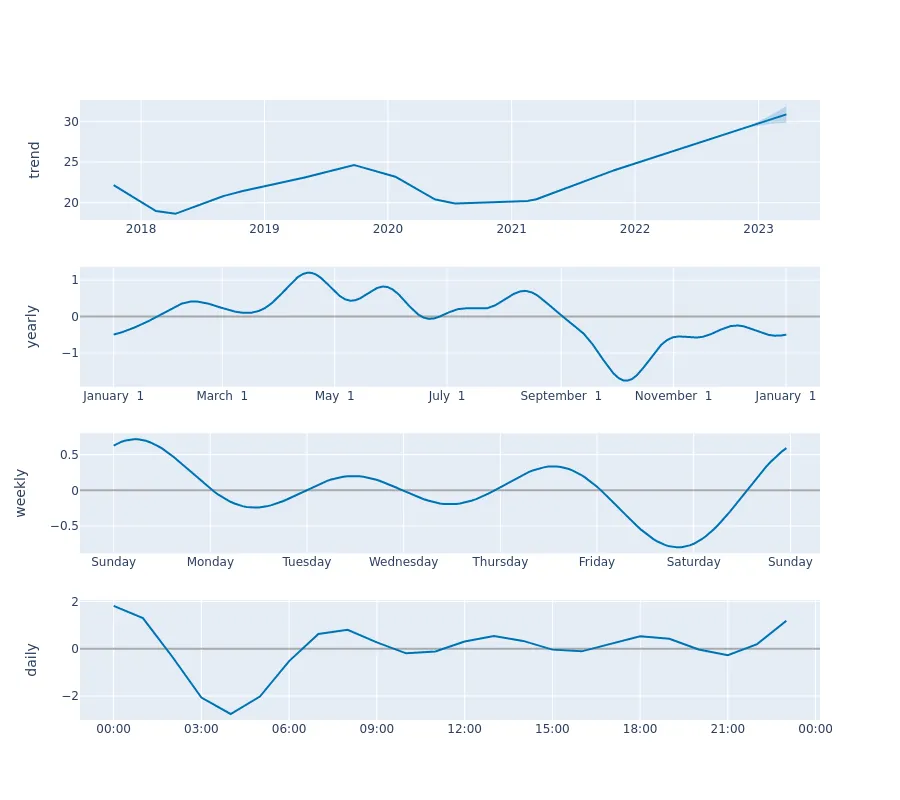 trend
30
25
20
2018 2019 2020 2021 2022 2023
yearly
1
0
−1
January 1 March 1 May 1 July 1 September 1 November 1 January 1
weekly
0.5
0
−0.5
Sunday Monday Tuesday Wednesday Thursday Friday Saturday Sunday
daily
2
0
−2
00:00 03:00 06:00 09:00 12:00 15:00 18:00 21:00 00:00